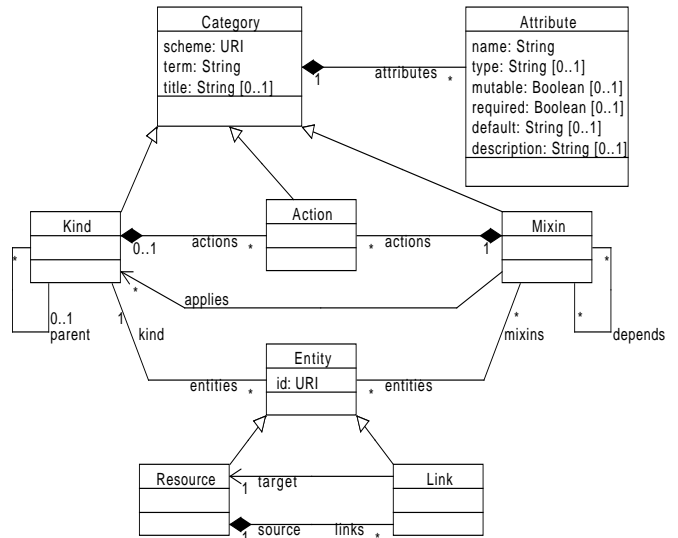 Category
scheme: URI
term: String
title: String [0..1]
Attribute
name: String
type: String [0..1]
mutable: Boolean [0..1]
required: Boolean [0..1]
default: String [0..1]
description: String [0..1]
1 attributes *
Kind
Action
Mixin
0..1 actions *
* actions 1
*
0..1
parent
* applies
1
kind
*
mixins
*
*
depends
Entity
id: URI
entities *
* entities
Resource
Link
1 target
1 source links *